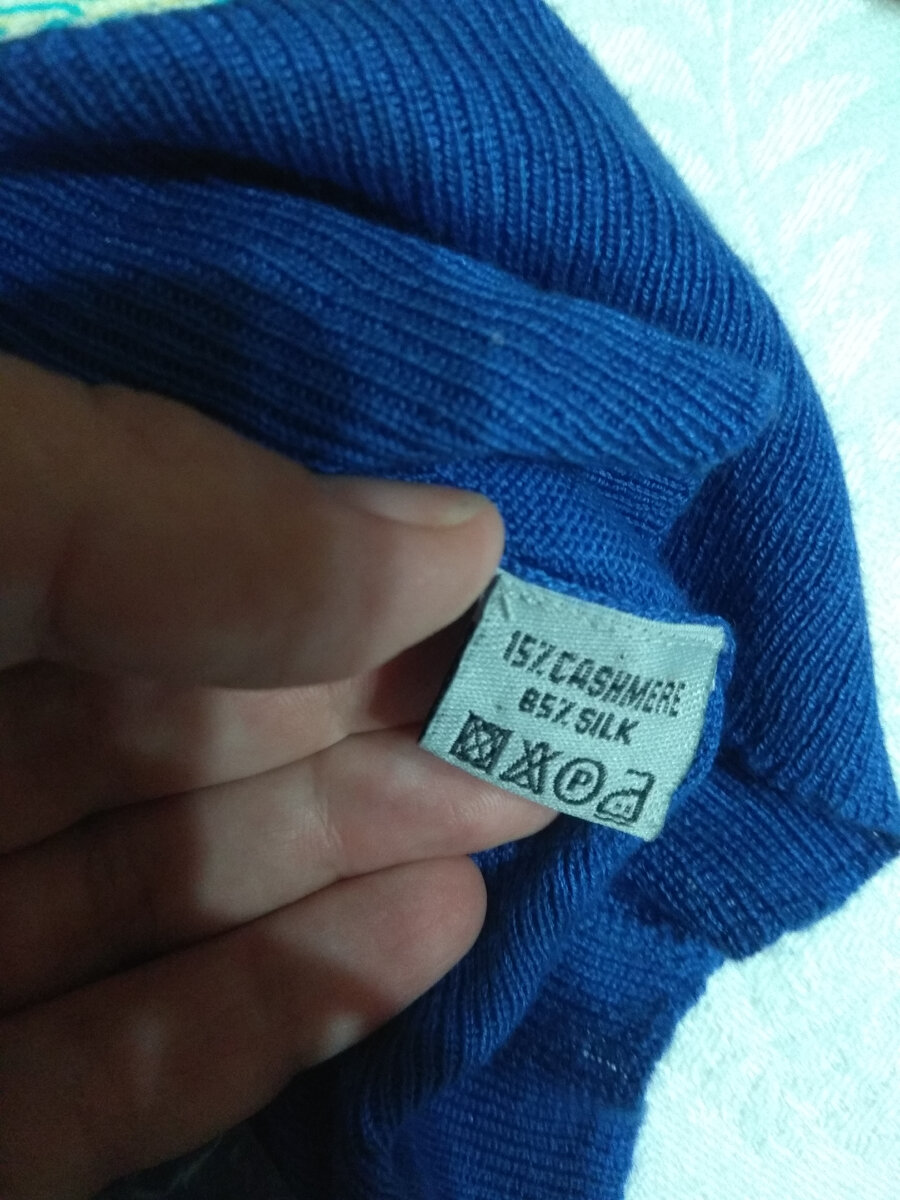 15% CASHMERE
85% SILK
P